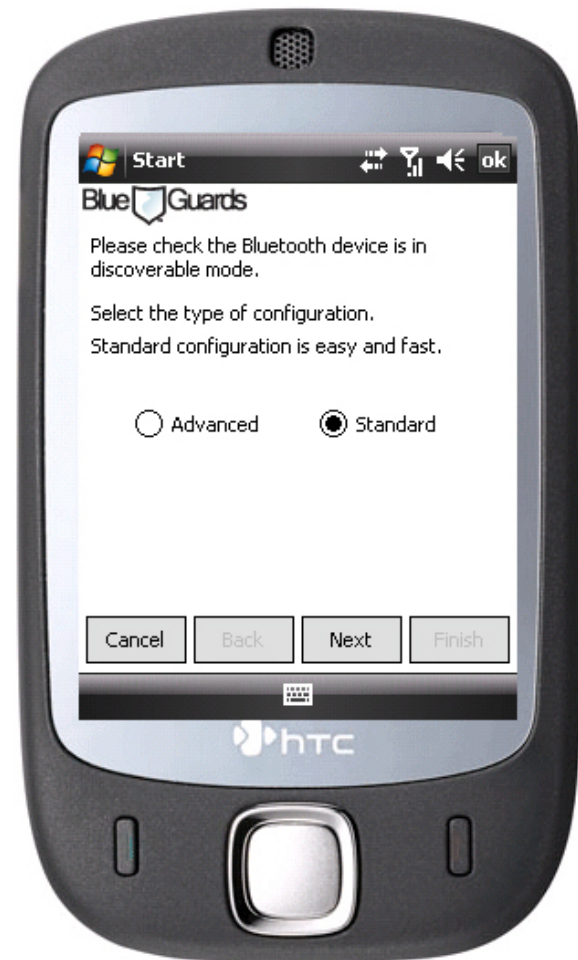 Start
ok
Blue Guards
Please check the Bluetooth device is in
discoverable mode.
Select the type of configuration.
Standard configuration is easy and fast.
Advanced Standard
Cancel Back Next Finish
hTC